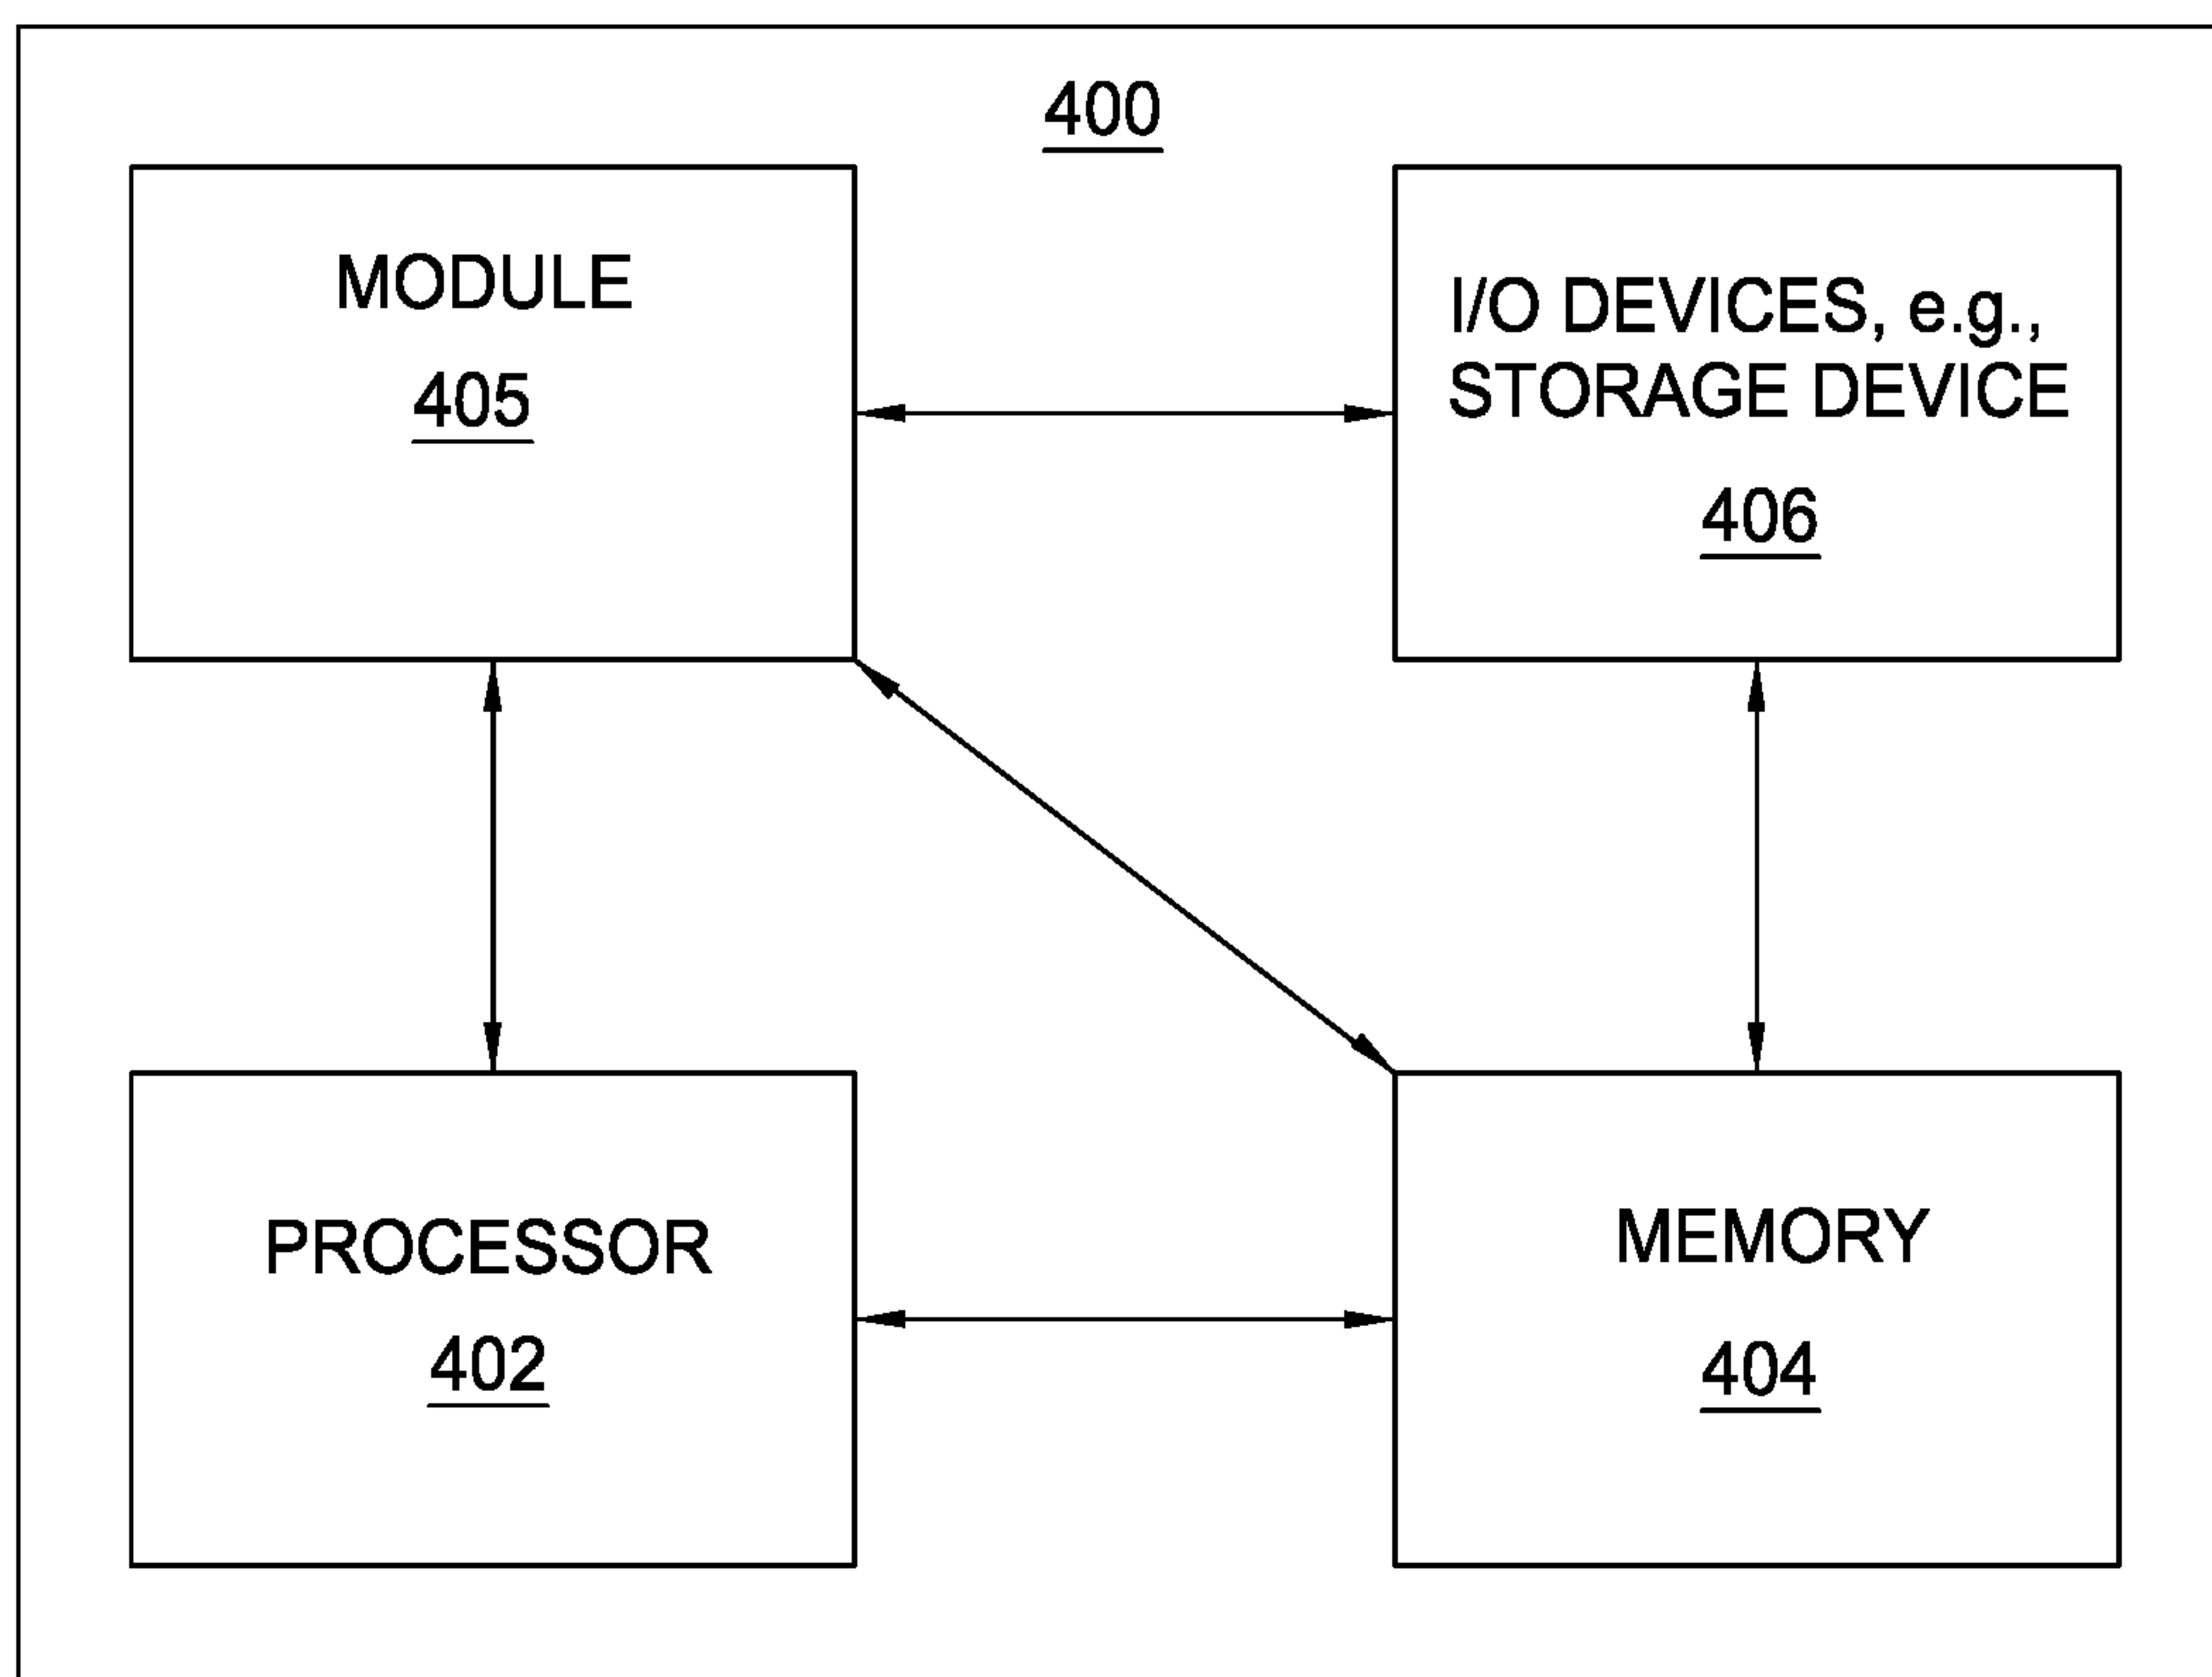 400
MODULE
405
I/O DEVICES, e.g.,
STORAGE DEVICE
406
PROCESSOR
402
MEMORY
404